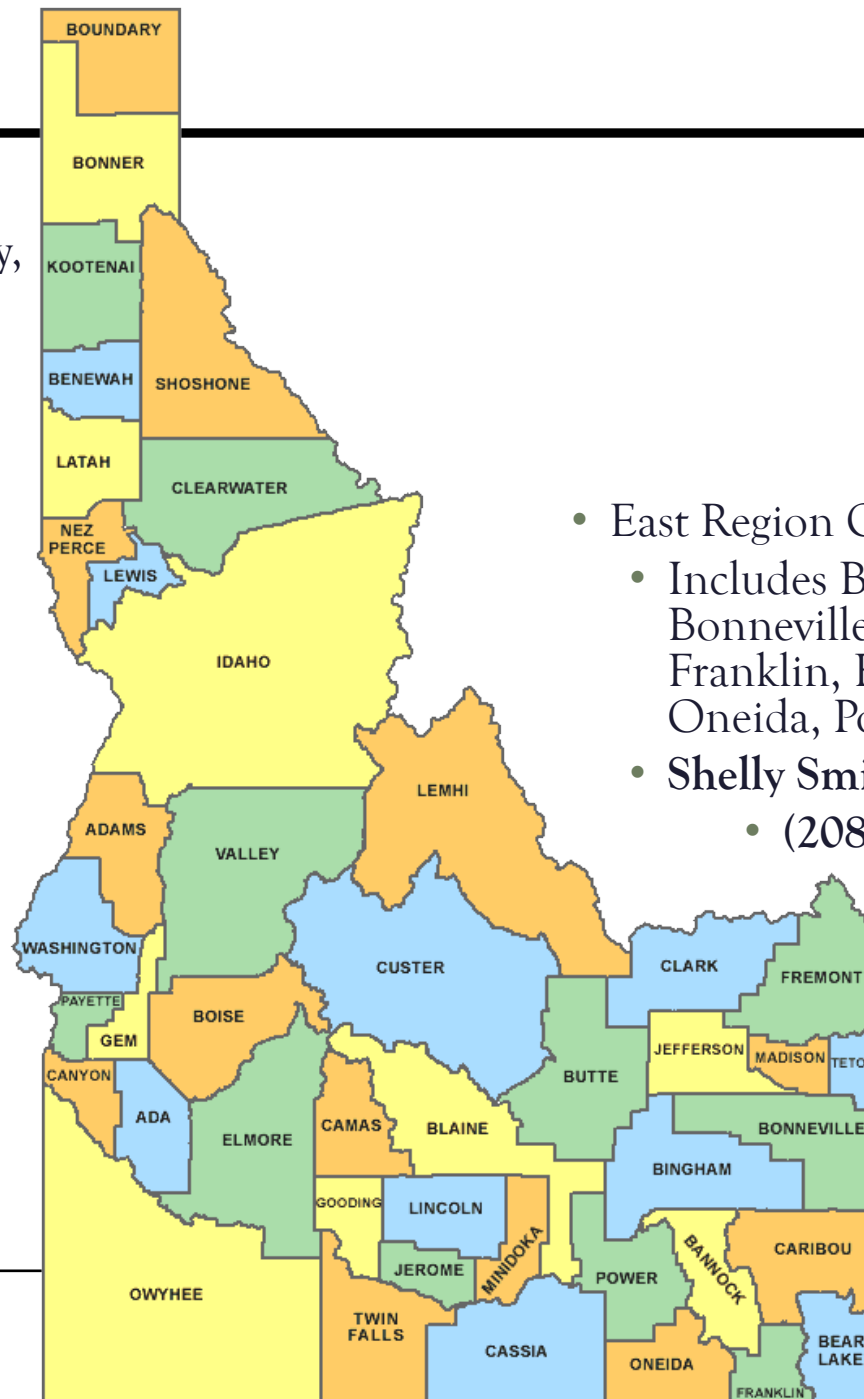 BOUNDARY
BONNER
KOOTENAI
BENEWAH
SHOSHONE
LATAH
CLEARWATER
NEZ
PERCE
LEWIS
IDAHO
• East Region
• Includes
Bonneville
Franklin,
Oneida,
• Shelly
• (208
LEMHI
ADAMS
VALLEY
WASHINGTON
CUSTER
CLARK
FREMONT
PAYETTE
GEM
BOISE
JEFFERSON
MADISON
CANYON
ADA
BUTTE
ELMORE
CAMAS
BLAINE
BONNEVILLE
BINGHAM
GOODING
LINCOLN
MINIDOKA
JEROME
BANNOCK
CARIBOU
POWER
OWYHEE
TWIN
FALLS
CASSIA
ONEIDA
BEAR
LAKE
FRANKLIN